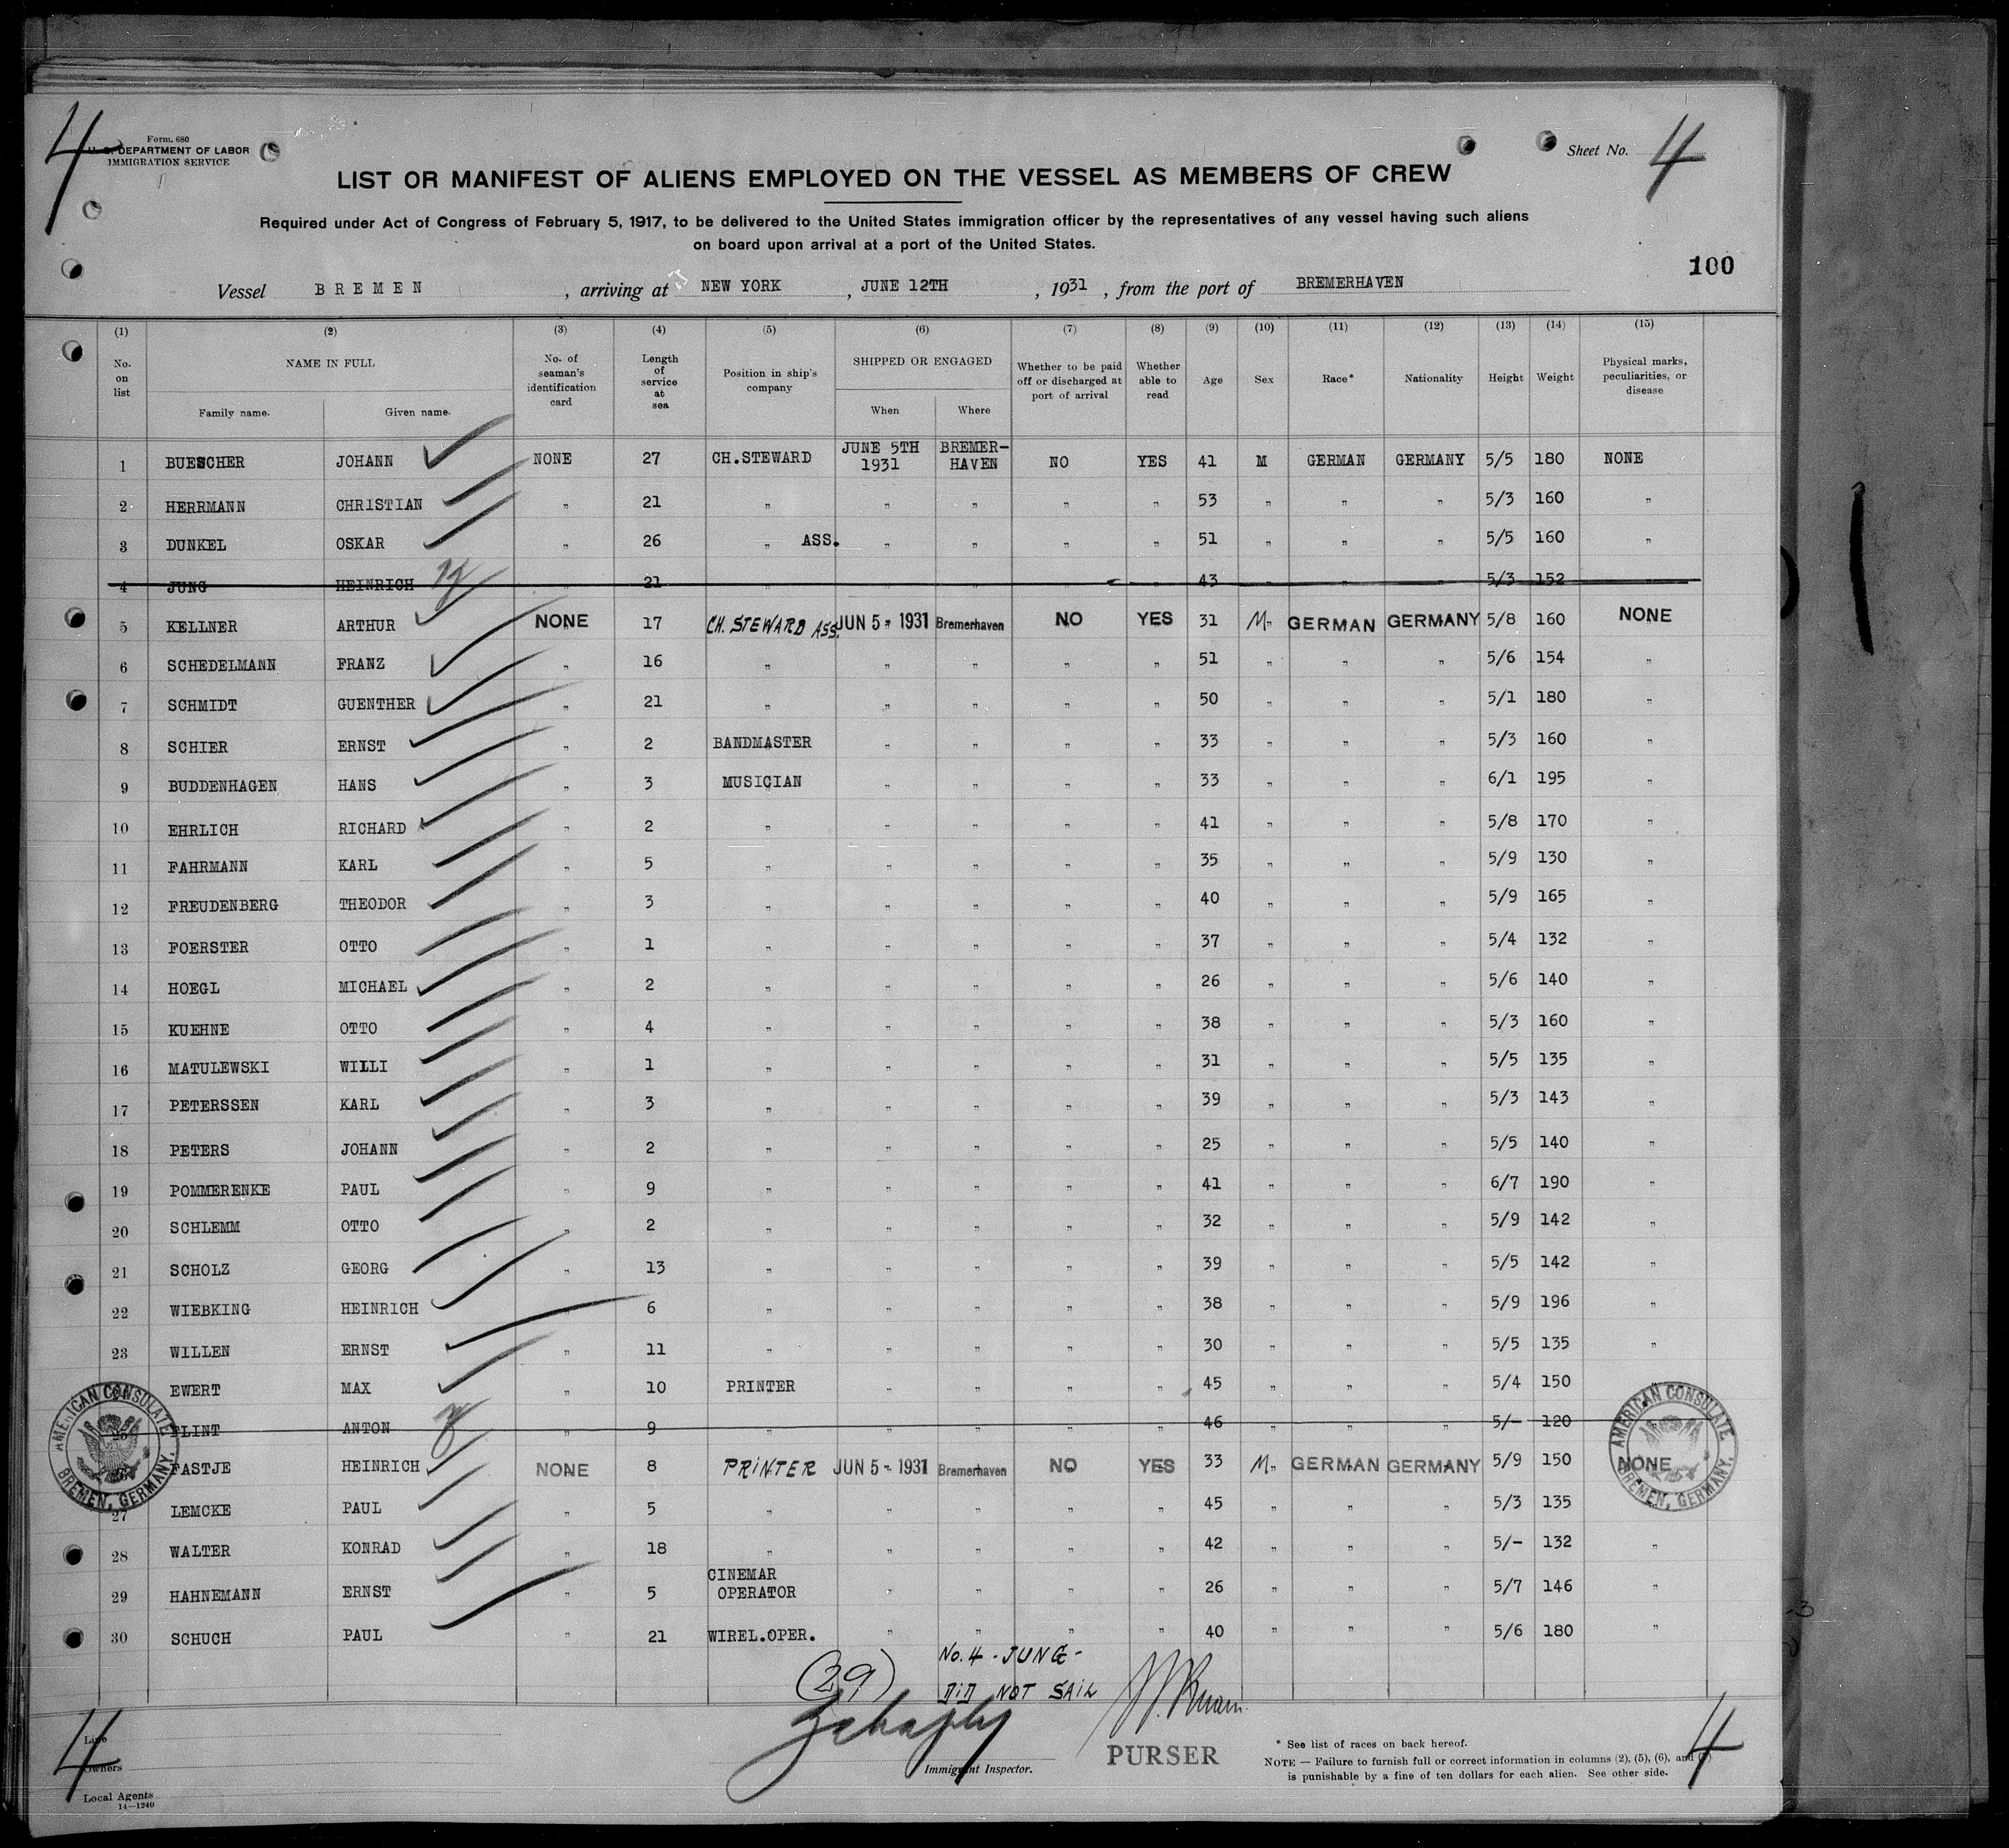 4
Form. 680
U. S. DEPARTMENT OF LABOR
IMMIGRATION SERVICE
Sheet No. 4
LIST OR MANIFEST OF ALIENS EMPLOYED ON THE VESSEL AS MEMBERS OF CREW
Required under Act of Congress of February 5, 1917, to be delivered to the United States immigration officer by the representatives of any vessel having such aliens
on board upon arrival at a port of the United States.
100
Vessel BREMEN, arriving at NEW YORK, JUNE 12TH, 1931, from the port of BREMERHAVEN
(1) (2) (3) (4) (5) (6) (7) (8) (9) (10) (11) (12) (13) (14) (15)
No. on list NAME IN FULL Family name. Given name. No. of seaman's identification card Length of service at sea Position in ship's company SHIPPED OR ENGAGED When Where Whether to be paid off or discharged at port of arrival Whether able to read Age Sex Race* Nationality Height Weight Physical marks, peculiarities, or disease
1 BUESCHER JOHANN NONE 27 CH.STEWARD JUNE 5TH 1931 BREMER-HAVEN NO YES 41 M GERMAN GERMANY 5/5 180 NONE
2 HERRMANN CHRISTIAN " 21 " " " " " 53 " " " 5/3 160 "
3 DUNKEL OSKAR " 26 " ASS. " " " " 51 " " " 5/5 160 "
4 JUNG HEINRICH 21 43 5/3 152
5 KELLNER ARTHUR NONE 17 CH. STEWARD ASS. JUN 5- 1931 Bremerhaven NO YES 31 M. GERMAN GERMANY 5/8 160 NONE
6 SCHEDELMANN FRANZ " 16 " " " " " 51 " " " 5/6 154 "
7 SCHMIDT GUENTHER " 21 " " " " " 50 " " " 5/1 180 "
8 SCHIER ERNST " 2 BANDMASTER " " " " 33 " " " 5/3 160 "
9 BUDDENHAGEN HANS " 3 MUSICIAN " " " " 33 " " " 6/1 195 "
10 EHRLICH RICHARD " 2 " " " " " 41 " " " 5/8 170 "
11 FAHRMANN KARL " 5 " " " " " 35 " " " 5/9 130 "
12 FREUDENBERG THEODOR " 3 " " " " " 40 " " " 5/9 165 "
13 FOERSTER OTTO " 1 " " " " " 37 " " " 5/4 132 "
14 HOEGL MICHAEL " 2 " " " " " 26 " " " 5/6 140 "
15 KUEHNE OTTO " 4 " " " " " 38 " " " 5/3 160 "
16 MATULEWSKI WILLI " 1 " " " " " 31 " " " 5/5 135 "
17 PETERSSEN KARL " 3 " " " " " 39 " " " 5/3 143 "
18 PETERS JOHANN " 2 " " " " " 25 " " " 5/5 140 "
19 POMMERENKE PAUL " 9 " " " " " 41 " " " 6/7 190 "
20 SCHLEMM OTTO " 2 " " " " " 32 " " " 5/9 142 "
21 SCHOLZ GEORG " 13 " " " " " 39 " " " 5/5 142 "
22 WIEBKING HEINRICH " 6 " " " " " 38 " " " 5/9 196 "
23 WILLEN ERNST " 11 " " " " " 30 " " " 5/5 135 "
24 EWERT MAX " 10 PRINTER " " " " 45 " " " 5/4 150
25 FLINT ANTON " 9 " " " " " 46 " " " 5/- 120 "
FASTJE HEINRICH NONE 8 PRINTER JUN 5- 1931 Bremerhaven NO YES 33 M. GERMAN GERMANY 5/9 150 NONE
27 LEMCKE PAUL " 5 " " " " " 45 " " " 5/3 135
28 WALTER KONRAD " 18 " " " " " 42 " " " 5/- 132 "
29 HAHNEMANN ERNST " 5 CINEMAR OPERATOR " " " " 26 " " " 5/7 146 "
30 SCHUCH PAUL " 21 WIREL.OPER. " " " " 40 " " " 5/6 180 "
AMERICAN CONSULATE
BREMEN, GERMANY.
AMERICAN CONSULATE
BREMEN, GERMANY.
No. 4 - JUNG -
(29) DID NOT SAIL
4
Line
Owners
Local Agents
14—1240
Immigrant Inspector.
PURSER
* See list of races on back hereof.
NOTE — Failure to furnish full or correct information in columns (2), (5), (6), and
is punishable by a fine of ten dollars for each alien. See other side.
4